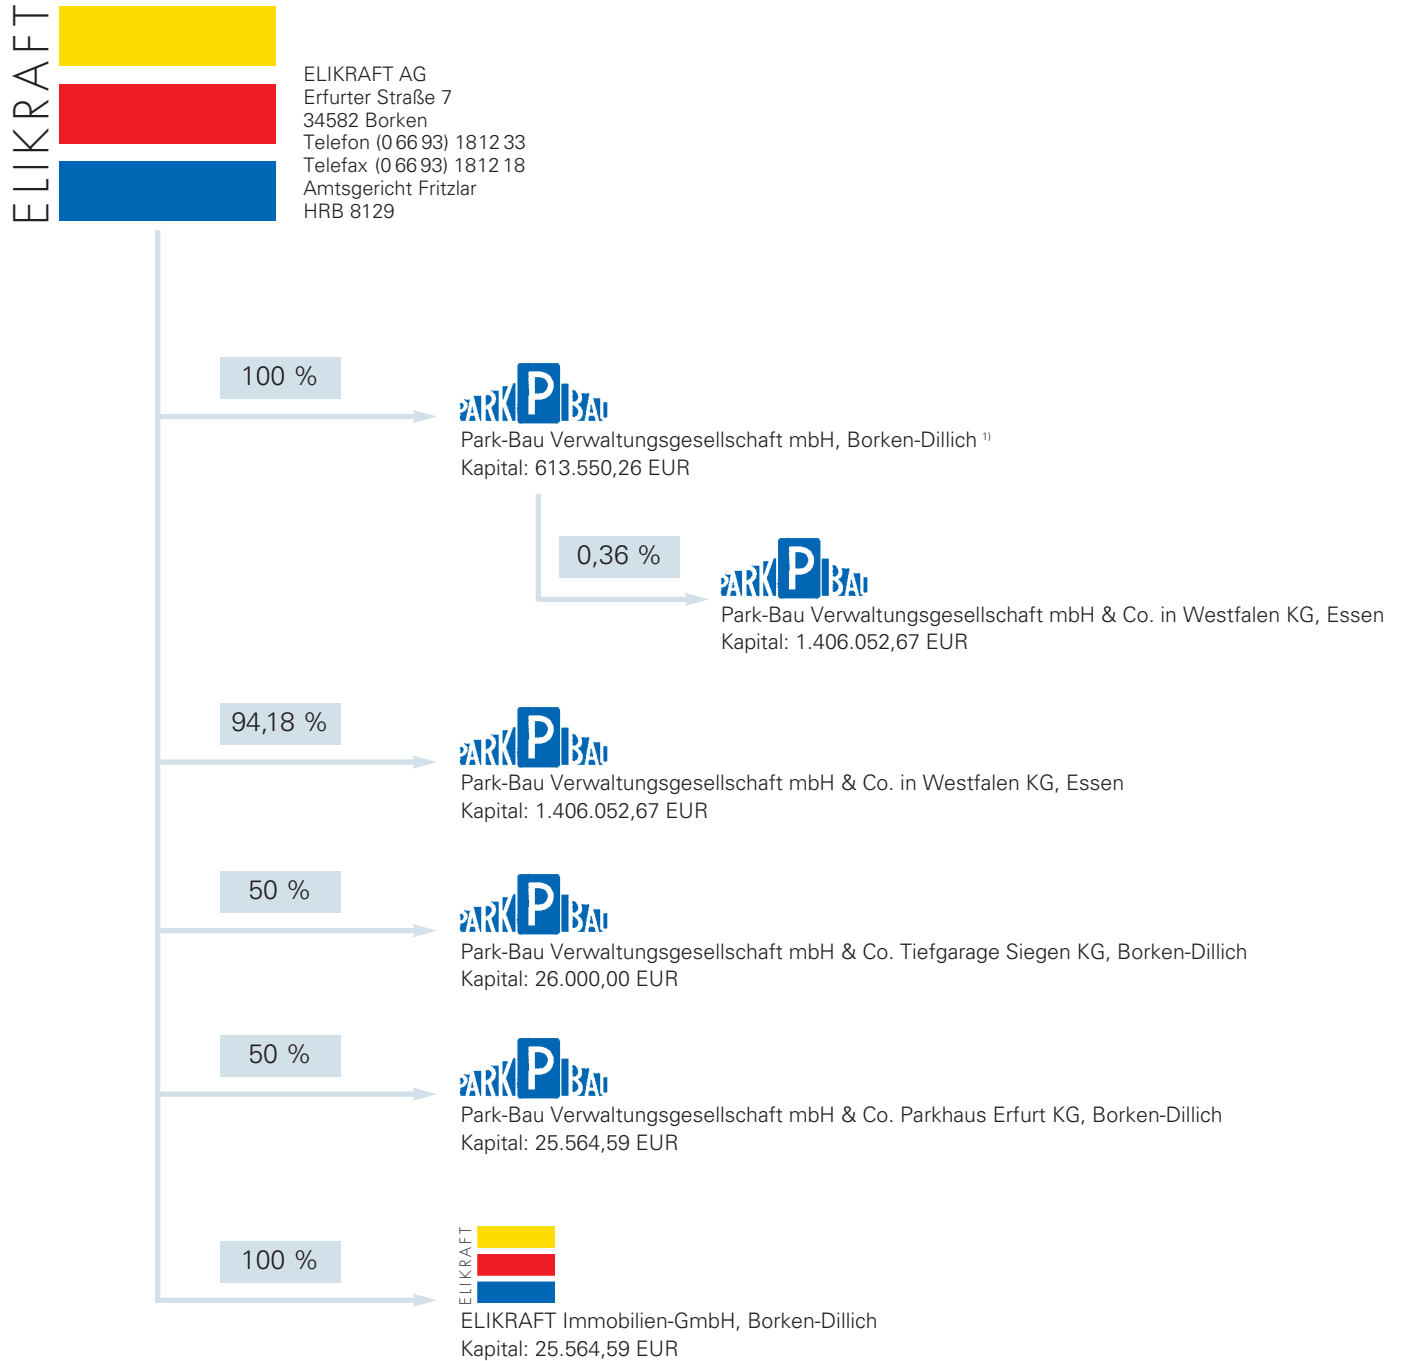 ELIKRAFT
ELIKRAFT AG
Erfurter Straße 7
34582 Borken
Telefon (0 66 93) 18 12 33
Telefax (0 66 93) 18 12 18
Amtsgericht Fritzlar
HRB 8129
100 %
PARK P BAU
Park-Bau Verwaltungsgesellschaft mbH, Borken-Dillich 1)
Kapital: 613.550,26 EUR
0,36 %
PARK P BAU
Park-Bau Verwaltungsgesellschaft mbH & Co. in Westfalen KG, Essen
Kapital: 1.406.052,67 EUR
94,18 %
PARK P BAU
Park-Bau Verwaltungsgesellschaft mbH & Co. in Westfalen KG, Essen
Kapital: 1.406.052,67 EUR
50 %
PARK P BAU
Park-Bau Verwaltungsgesellschaft mbH & Co. Tiefgarage Siegen KG, Borken-Dillich
Kapital: 26.000,00 EUR
50 %
PARK P BAU
Park-Bau Verwaltungsgesellschaft mbH & Co. Parkhaus Erfurt KG, Borken-Dillich
Kapital: 25.564,59 EUR
100 %
ELIKRAFT
ELIKRAFT Immobilien-GmbH, Borken-Dillich
Kapital: 25.564,59 EUR